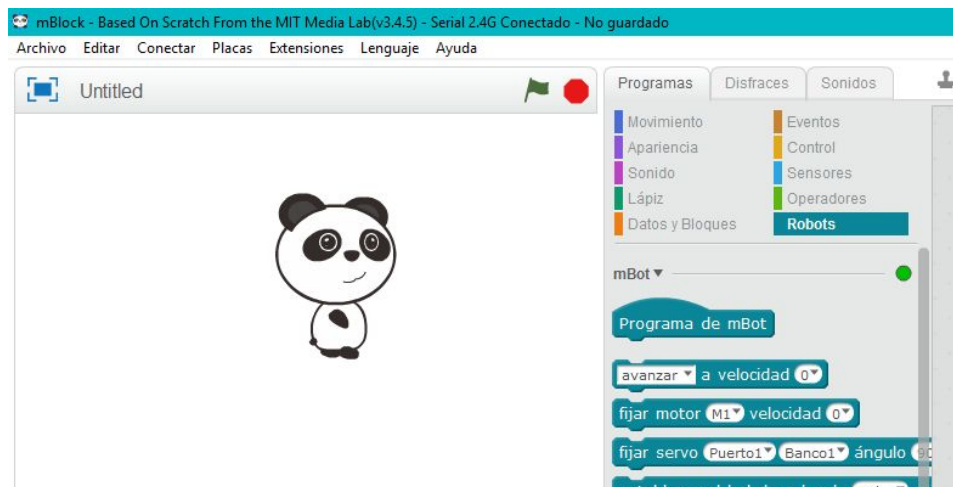 mBlock - Based On Scratch From the MIT Media Lab(v3.4.5) - Serial 2.4G Conectado - No guardado
Archivo Editar Conectar Placas Extensiones Lenguaje Ayuda
Untitled
Programas Disfraces Sonidos
Movimiento Eventos
Apariencia Control
Sonido Sensores
Lápiz Operadores
Datos y Bloques Robots
mBot
Programa de mBot
avanzar a velocidad 0
fijar motor M1 velocidad 0
fijar servo Puerto1 Banco1 ángulo